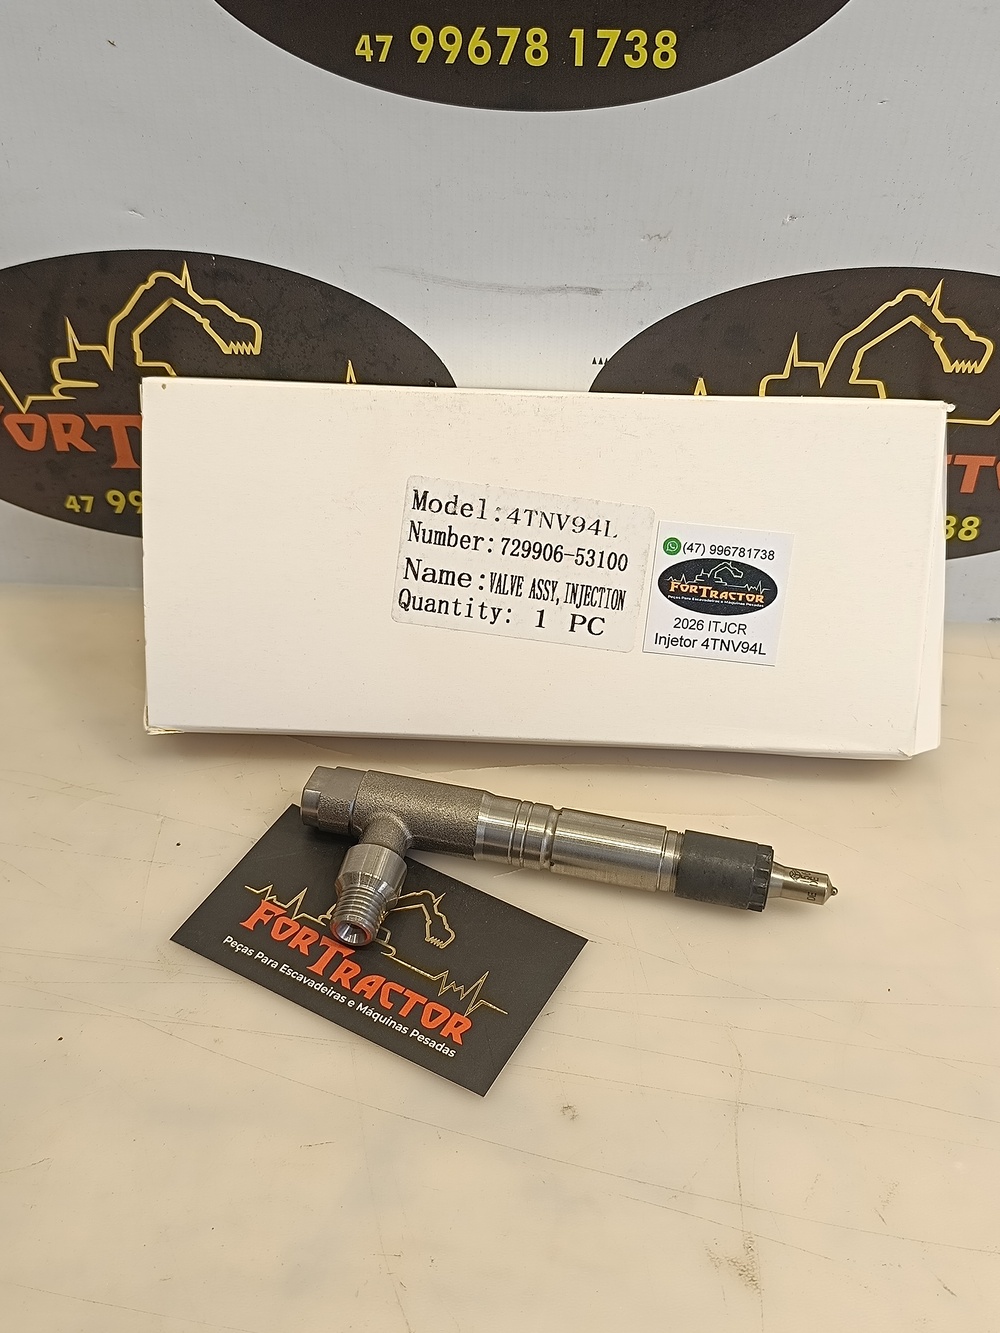 47 99678 1738
FORT
47 99
38
Model:4TNV94L
Number:729906-53100
Name:VALVE ASSY, INJECTION
Quantity: 1 PC
(47) 996781738
FORTRACTOR
Peças Para Escavadeiras e Máquinas Pesadas
2026 ITJCR
Injetor 4TNV94L
FORTRACTOR
Peças Para Escavadeiras e Máquinas Pesadas